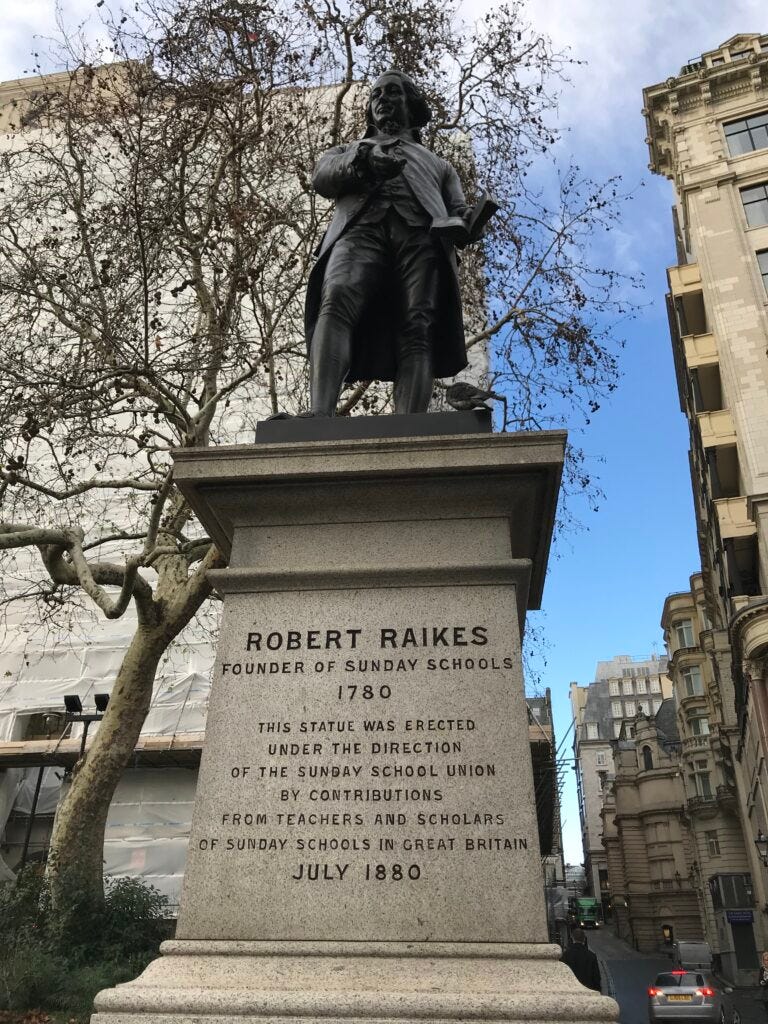 ROBERT RAIKES
FOUNDER OF SUNDAY SCHOOLS
1780
THIS STATUE WAS ERECTED
UNDER THE DIRECTION
OF THE SUNDAY SCHOOL UNION
BY CONTRIBUTIONS
FROM TEACHERS AND SCHOLARS
OF SUNDAY SCHOOLS IN GREAT BRITAIN
JULY 1880